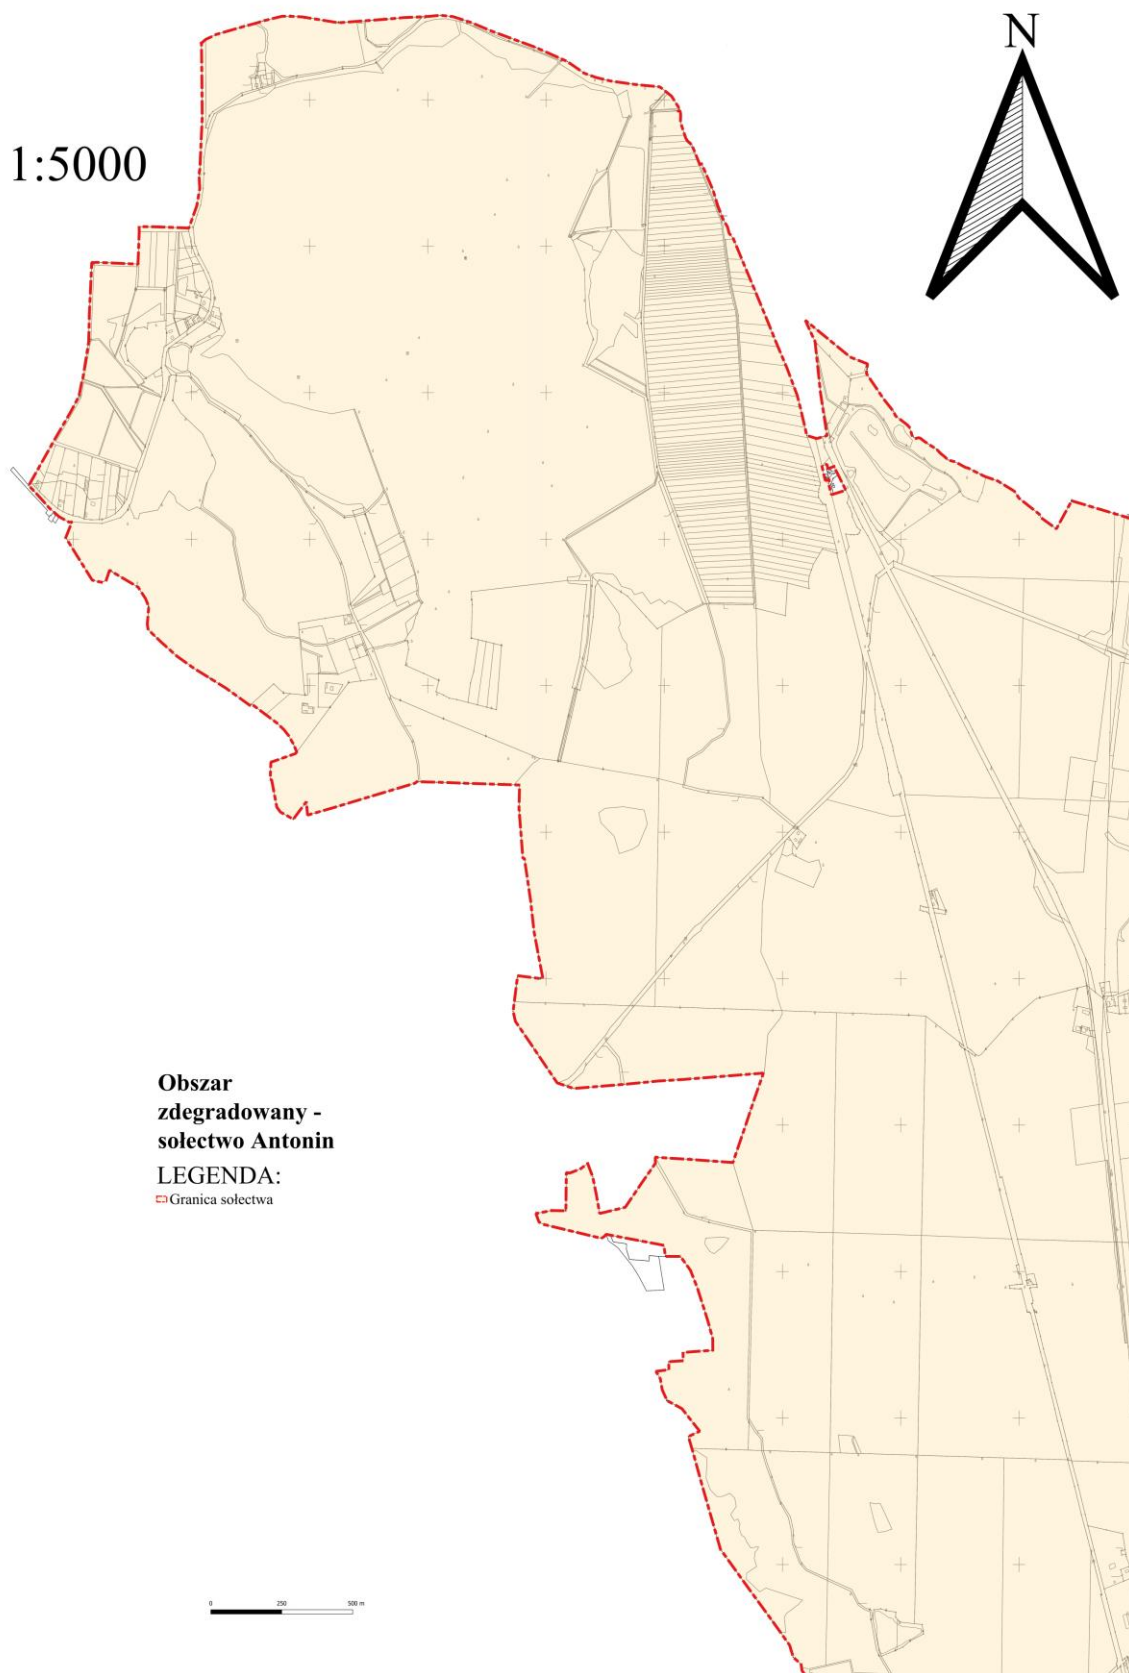 N
1:5000
Obszar
zdegradowany -
sołectwo Antonin
LEGENDA:
Granica sołectwa
0 250 500 m